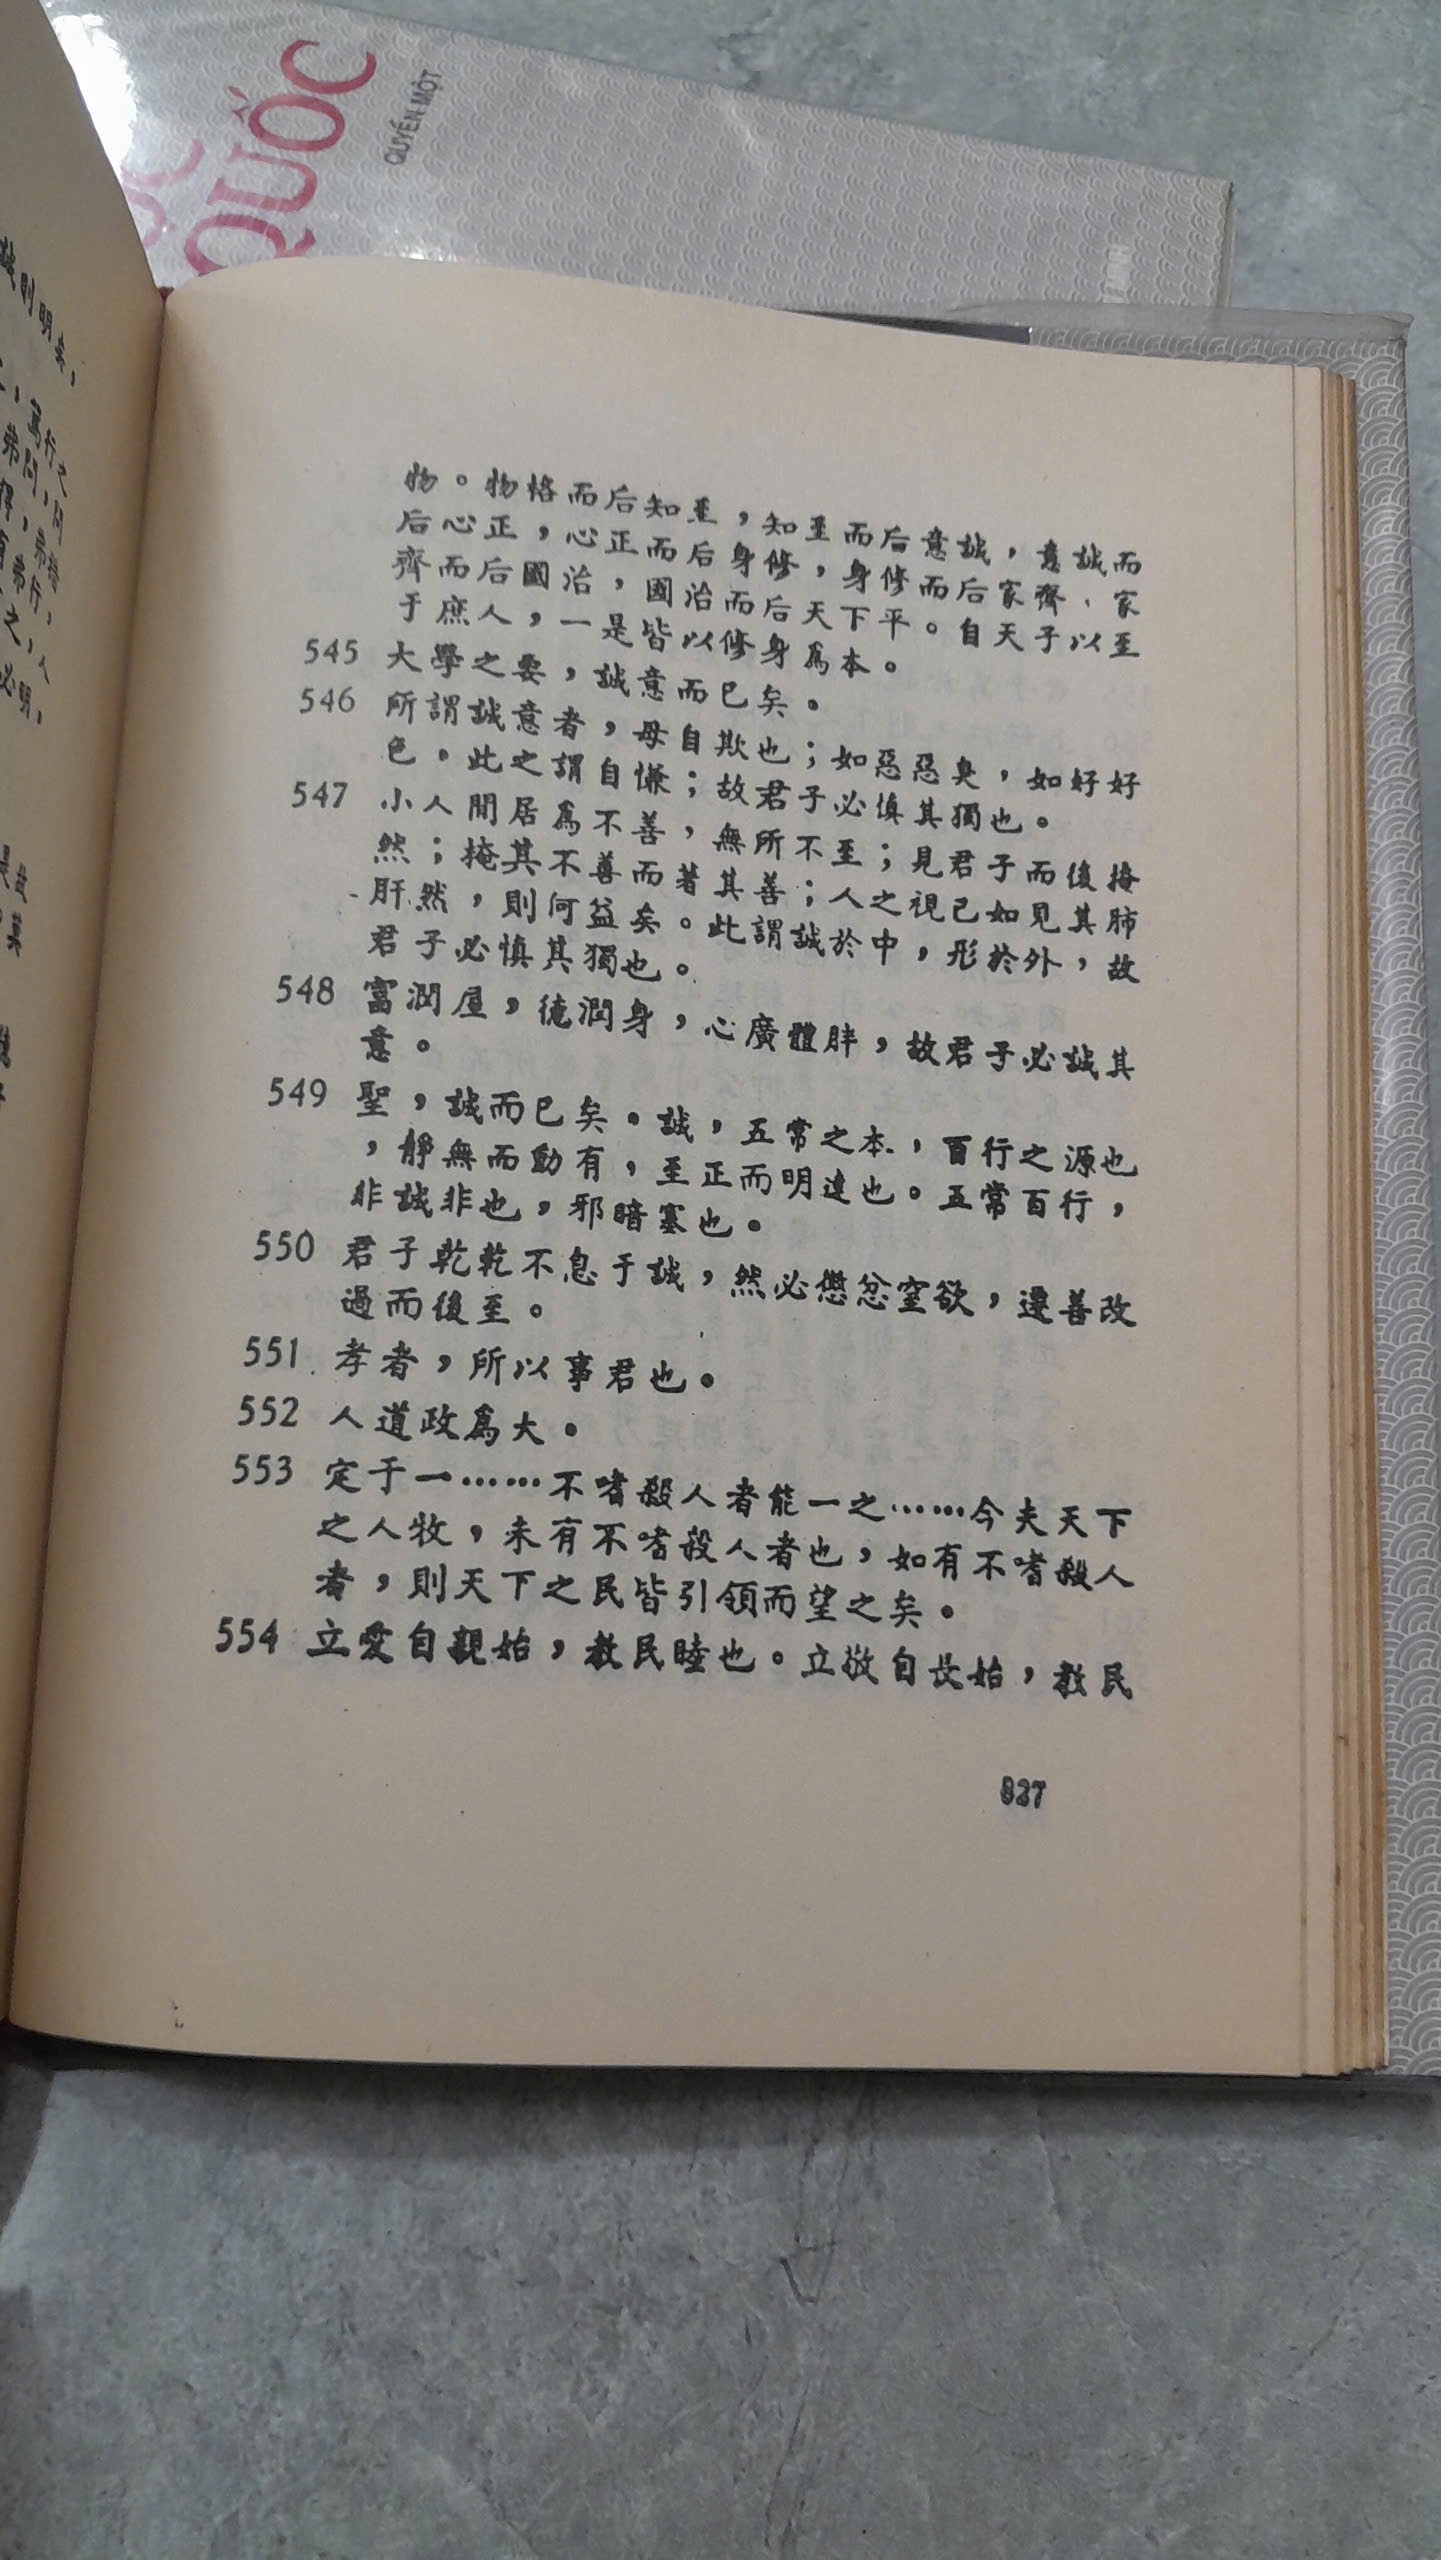 QUỐC
QUYỂN MỘT
誠則明矣,
物。物格而后知至,知至而后意誠,意誠而
后心正,心正而后身修,身修而后家齊、家
齊而后國治,國治而后天下平。自天子以至
于庶人,一是皆以修身爲本。
545 大學之要,誠意而已矣。
546 所謂誠意者,毋自欺也;如惡惡臭,如好好
色。此之謂自慊;故君子必慎其獨也。
547 小人閒居爲不善,無所不至;見君子而後掩
然;掩其不善而著其善;人之視已如見其肺
肝然,則何益矣。此謂誠於中,形於外,故
君子必慎其獨也。
548 富潤屋,德潤身,心廣體胖,故君子必誠其
意。
549 聖,誠而已矣。誠,五常之本,百行之源也
,靜無而動有,至正而明達也。五常百行,
非誠非也,邪暗塞也。
550 君子乾乾不息于誠,然必懲忿窒欲,遷善改
過而後至。
551 孝者,所以事君也。
552 人道政爲大。
553 定于一……不嗜殺人者能一之……今夫天下
之人牧,未有不嗜殺人者也,如有不嗜殺人
者,則天下之民皆引領而望之矣。
554 立愛自親始,教民睦也。立敬自長始,教民
827